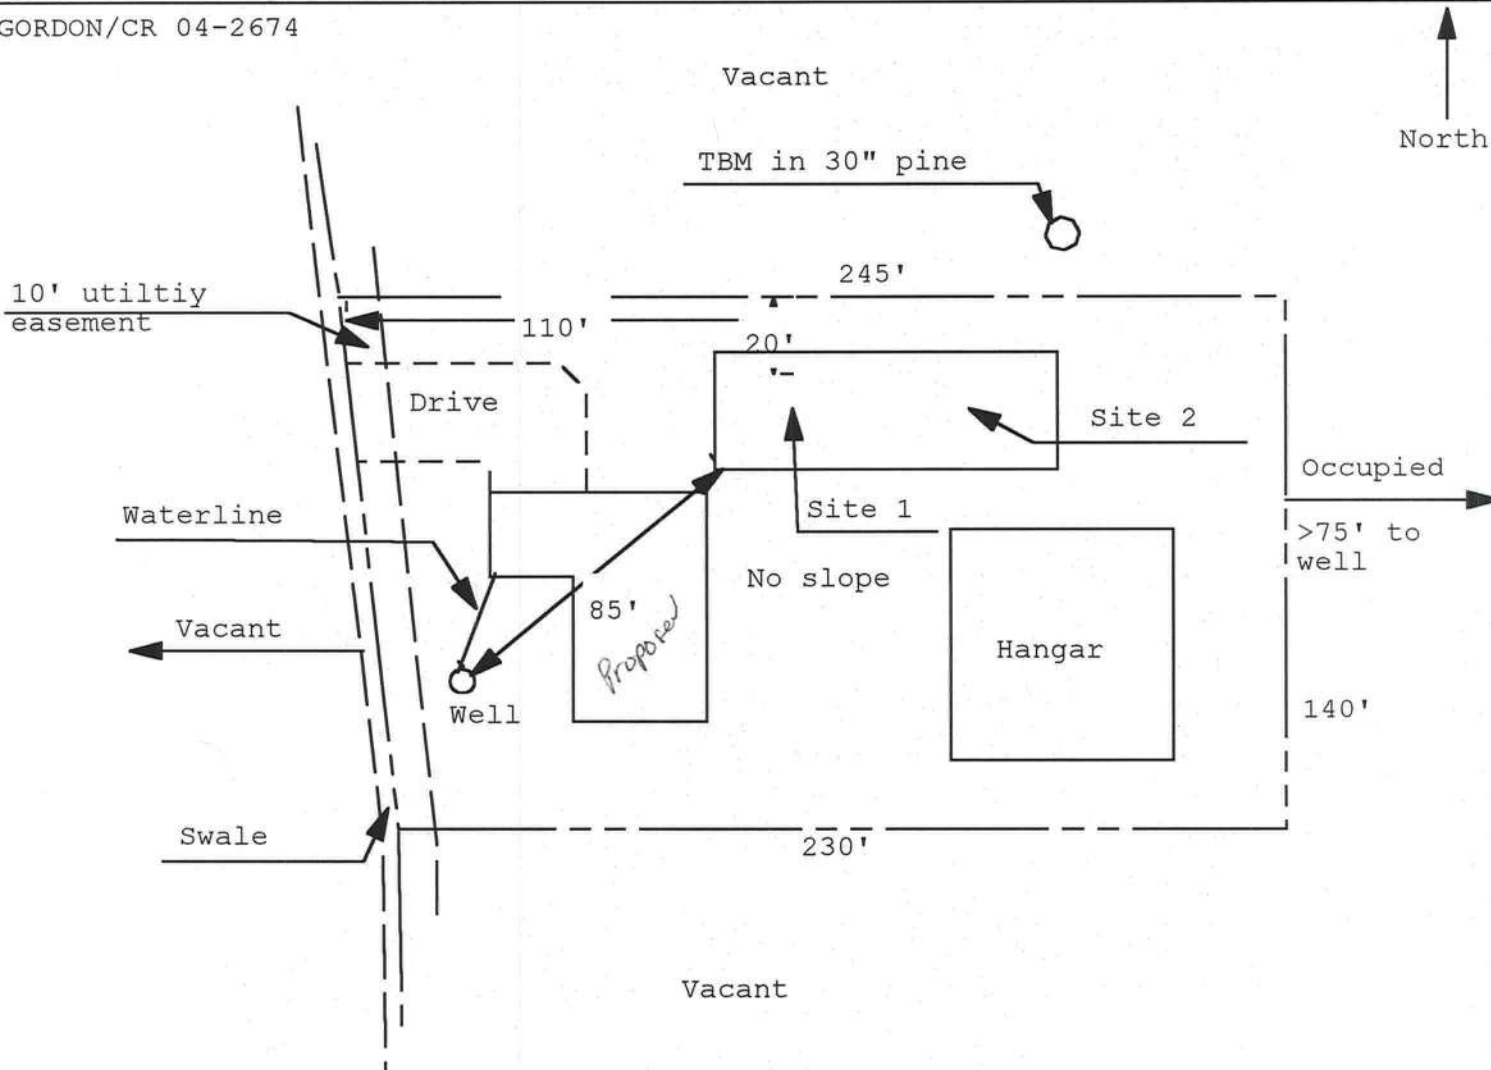 GORDON/CR 04-2674
Vacant
North
TBM in 30" pine
245'
10' utiltiy
easement
110'
20'
Drive
Site 2
Occupied
Waterline
Site 1
>75' to
well
No slope
85'
Proposed
Vacant
Hangar
Well
140'
Swale
230'
Vacant